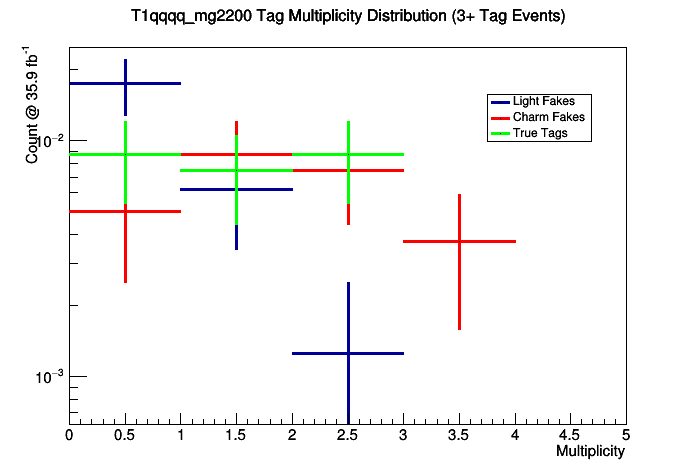 T1qqqq_mg2200 Tag Multiplicity Distribution (3+ Tag Events)
Count @ 35.9 fb⁻¹
Light Fakes
Charm Fakes
True Tags
10⁻²
10⁻³
0 0.5 1 1.5 2 2.5 3 3.5 4 4.5 5
Multiplicity